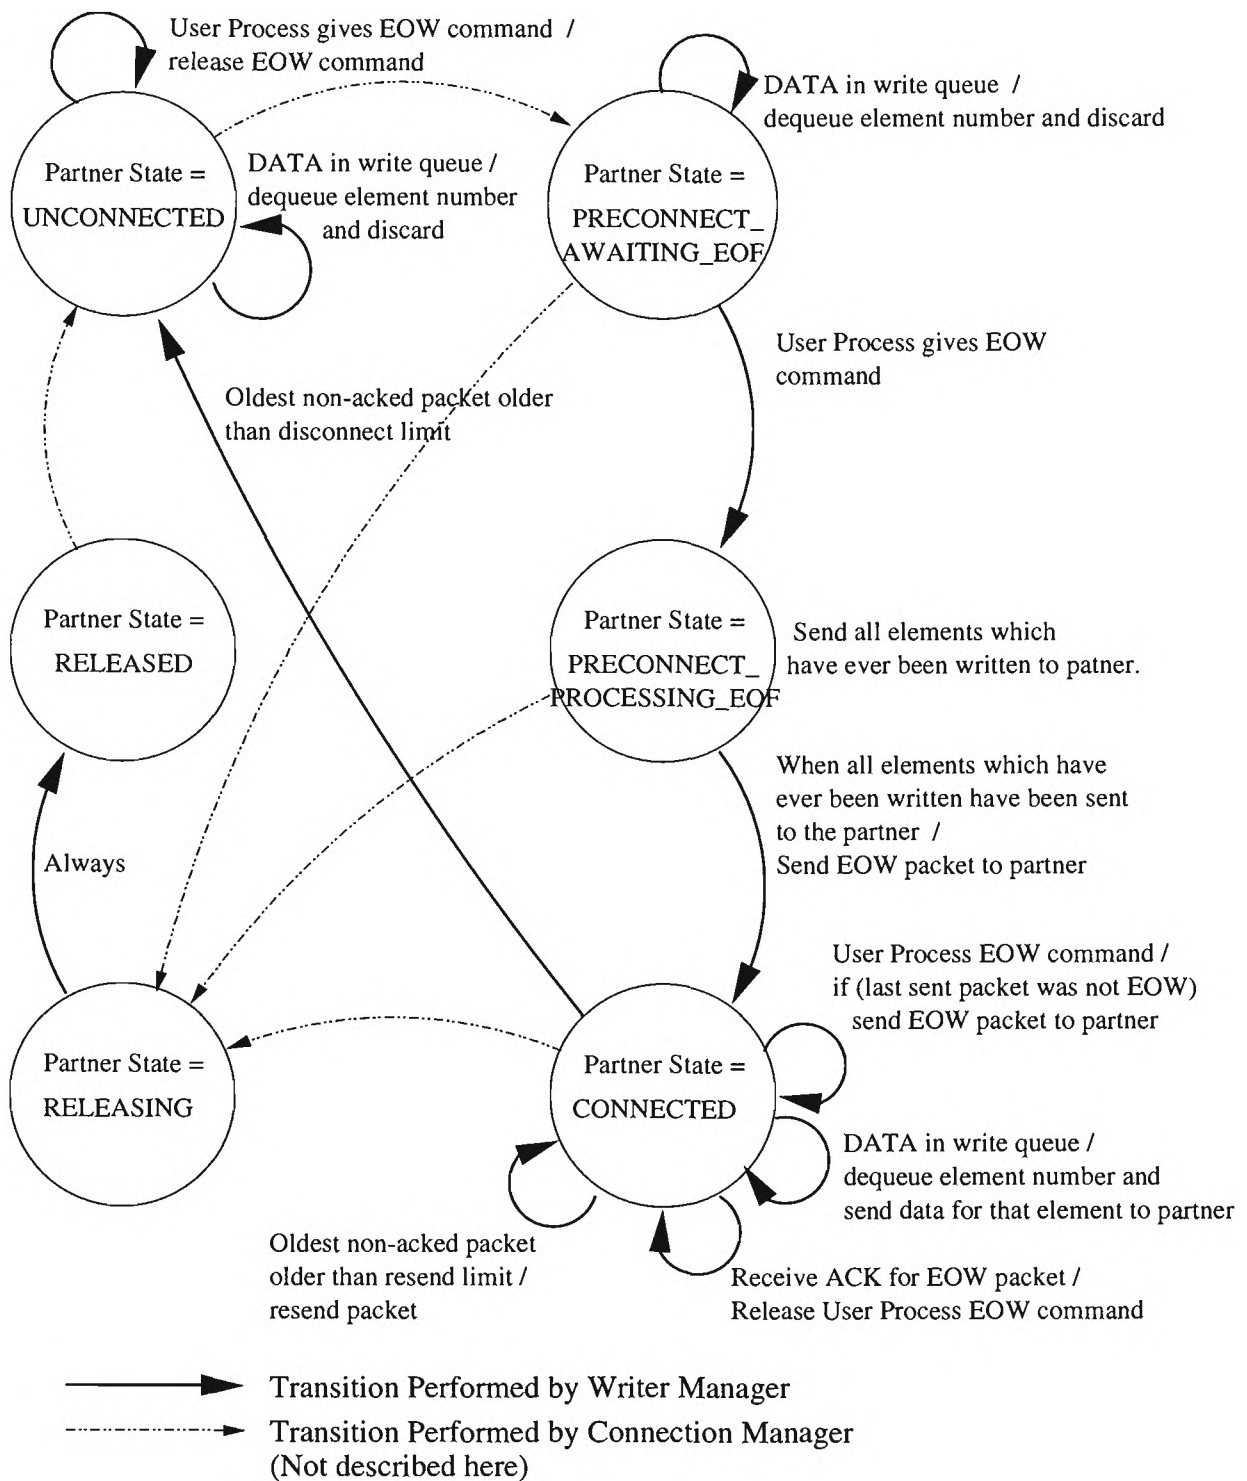 User Process gives EOW command /
release EOW command
DATA in write queue /
dequeue element number and discard
Partner State =
UNCONNECTED
DATA in write queue /
dequeue element number
and discard
Partner State =
PRECONNECT_
AWAITING_EOF
User Process gives EOW
command
Oldest non-acked packet older
than disconnect limit
Partner State =
RELEASED
Partner State =
PRECONNECT_
PROCESSING_EOF
Send all elements which
have ever been written to patner.
When all elements which have
ever been written have been sent
to the partner /
Send EOW packet to partner
Always
User Process EOW command /
if (last sent packet was not EOW)
send EOW packet to partner
Partner State =
RELEASING
Partner State =
CONNECTED
DATA in write queue /
dequeue element number and
send data for that element to partner
Oldest non-acked packet
older than resend limit /
resend packet
Receive ACK for EOW packet /
Release User Process EOW command
Transition Performed by Writer Manager
Transition Performed by Connection Manager
(Not described here)